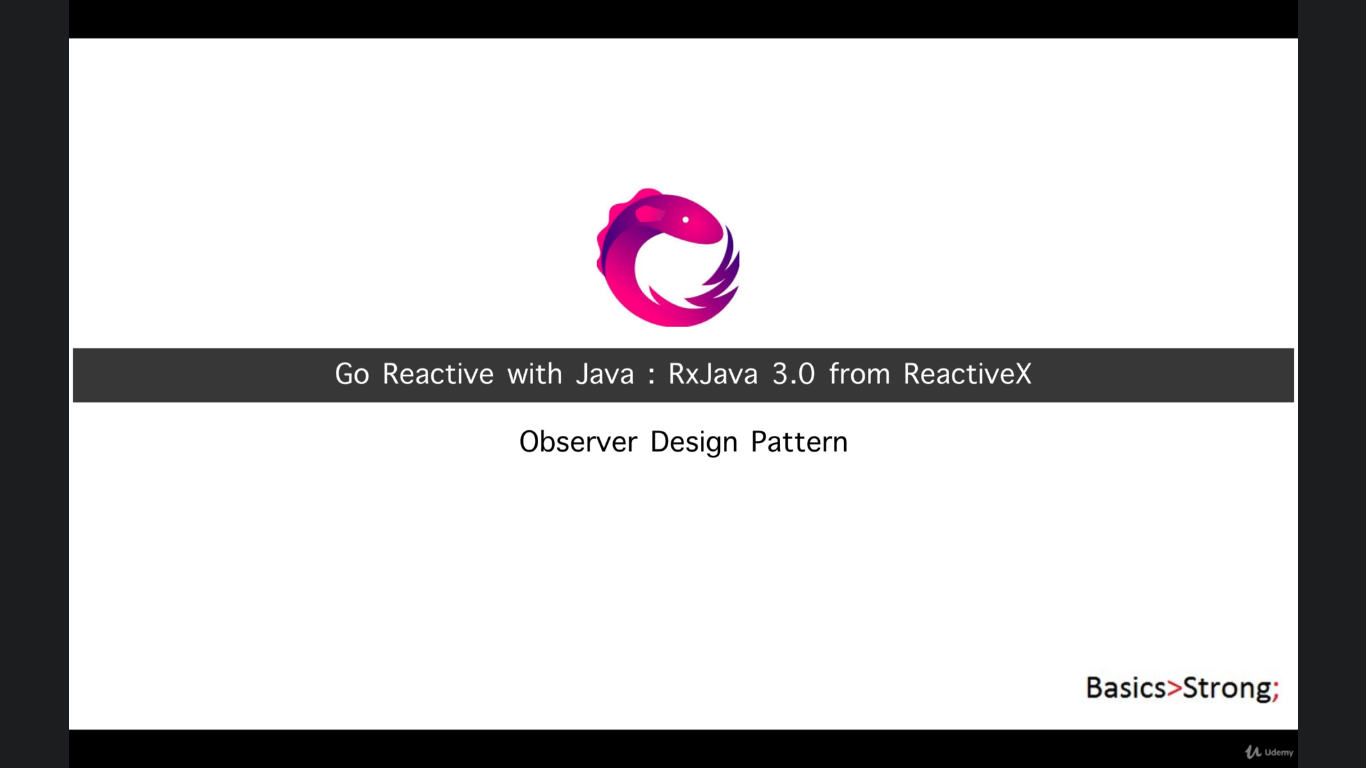 Go Reactive with Java : RxJava 3.0 from ReactiveX
Observer Design Pattern
Basics>Strong;
Udemy